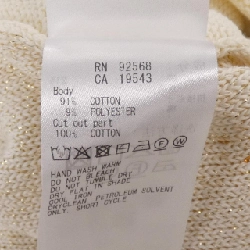 RN 92568
CA 19543
Body
91% COTTON
9% POLYESTER
Cut out part
100% COTTON
HAND WASH WARM
DO NOT BLEACH
DO NOT TUMBLE DRY
DRY FLAT IN SHADE
COOL IRON
DRYCLEAN, PETROLEUM SOLVENT
ONLY. SHORT CYCLE